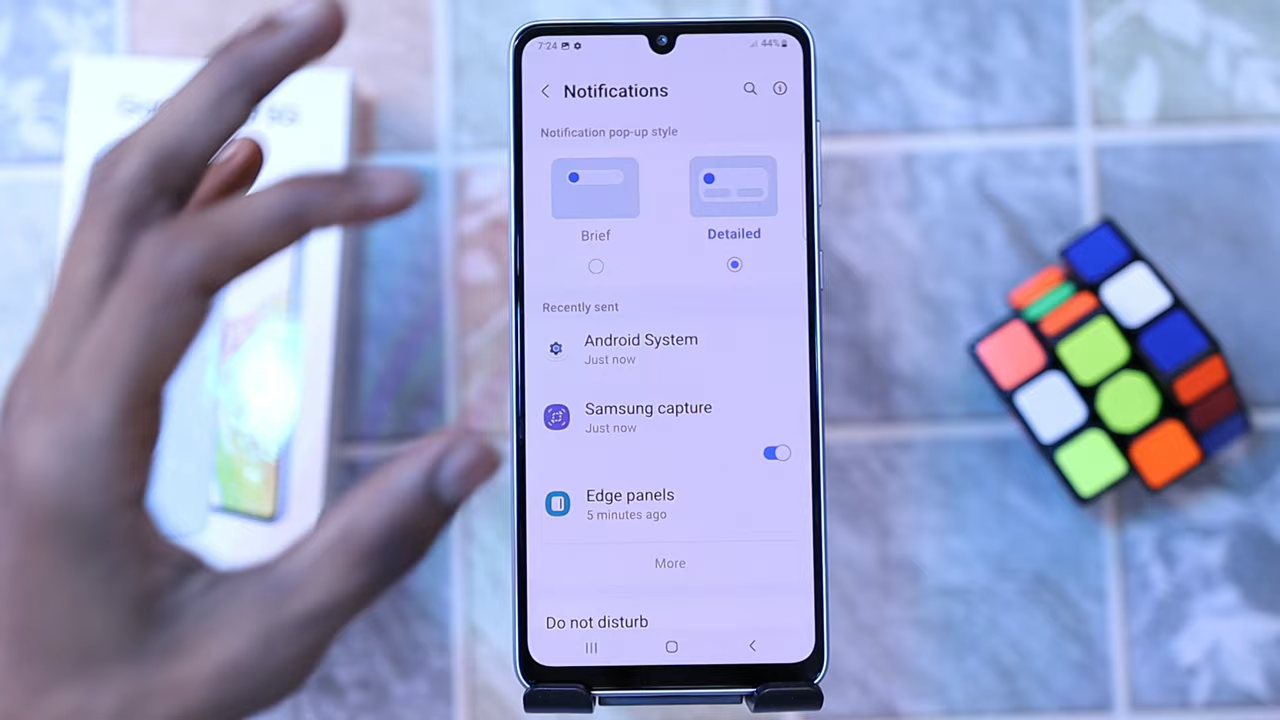 7:24
44%
Notifications
Notification pop-up style
Brief
Detailed
Recently sent
Android System
Just now
Samsung capture
Just now
Edge panels
5 minutes ago
More
Do not disturb